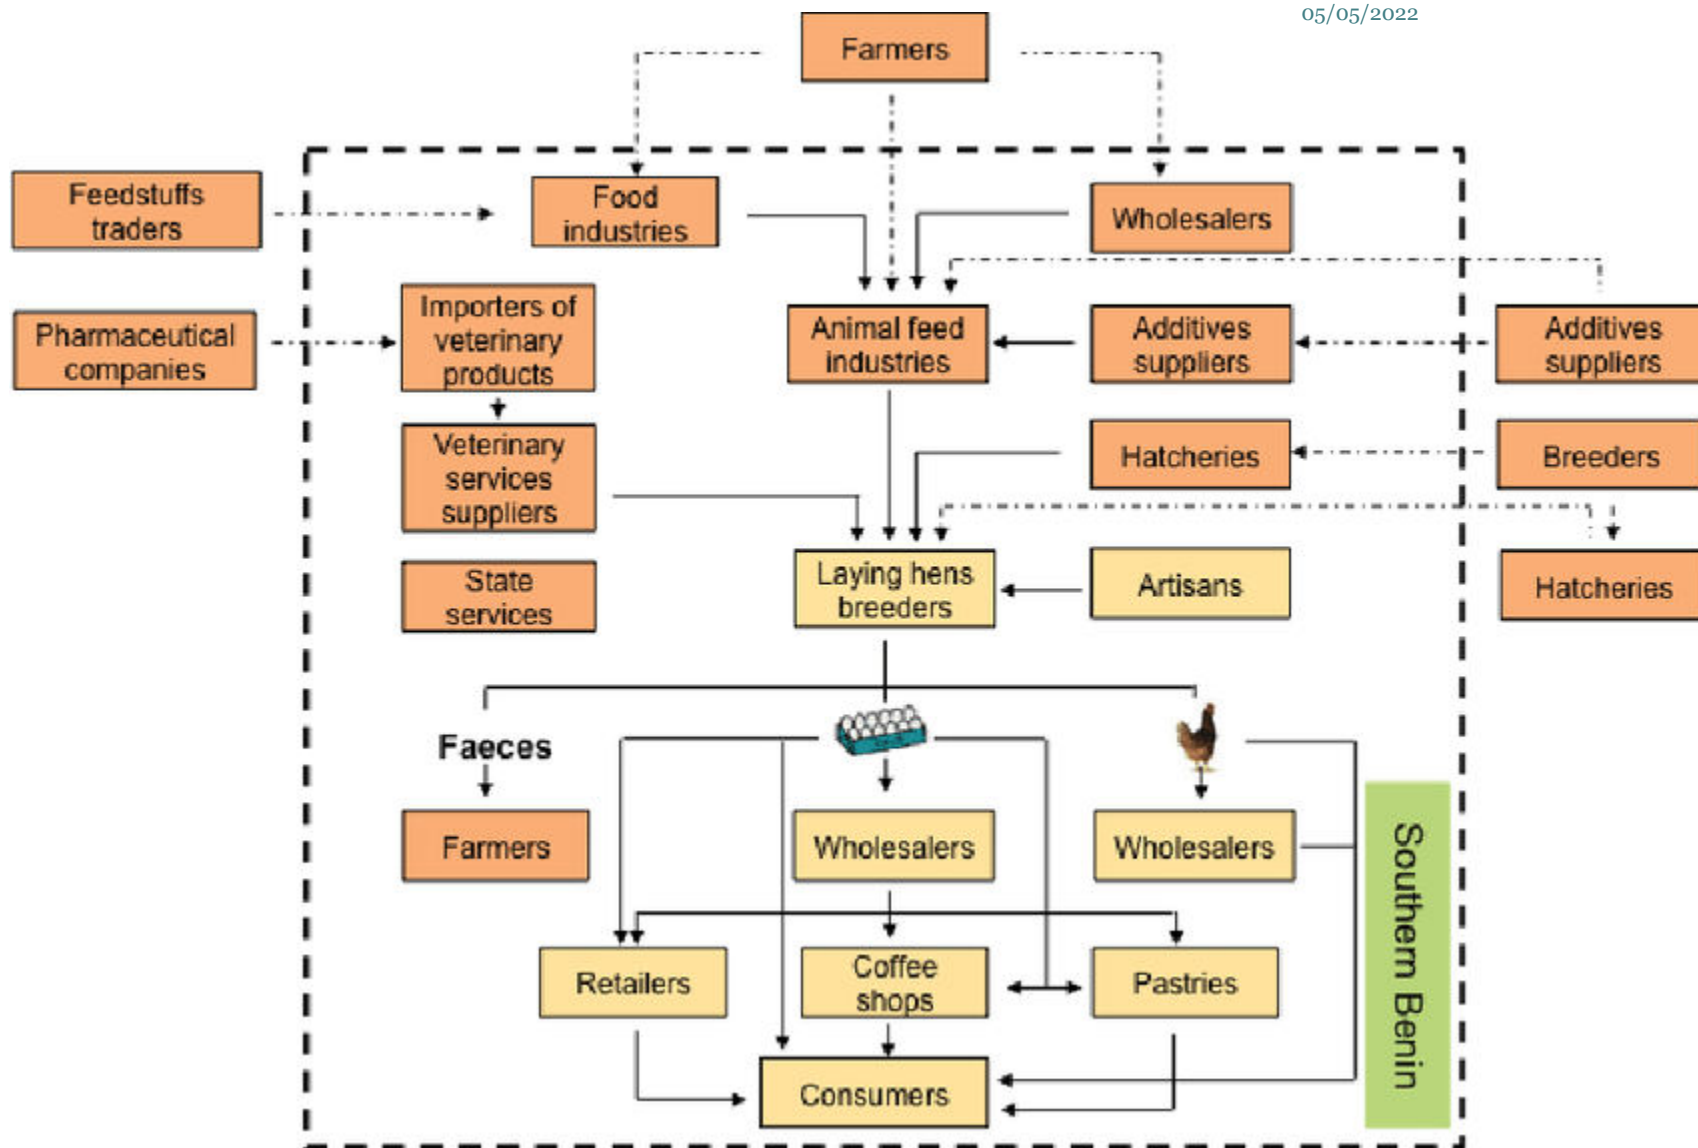 05/05/2022
Farmers
Feedstuffs
traders
Food
industries
Wholesalers
Pharmaceutical
companies
Importers of
veterinary
products
Animal feed
industries
Additives
suppliers
Additives
suppliers
Veterinary
services
suppliers
Hatcheries
Breeders
State
services
Laying hens
breeders
Artisans
Hatcheries
Faeces
Farmers
Wholesalers
Wholesalers
Southern Benin
Retailers
Coffee
shops
Pastries
Consumers